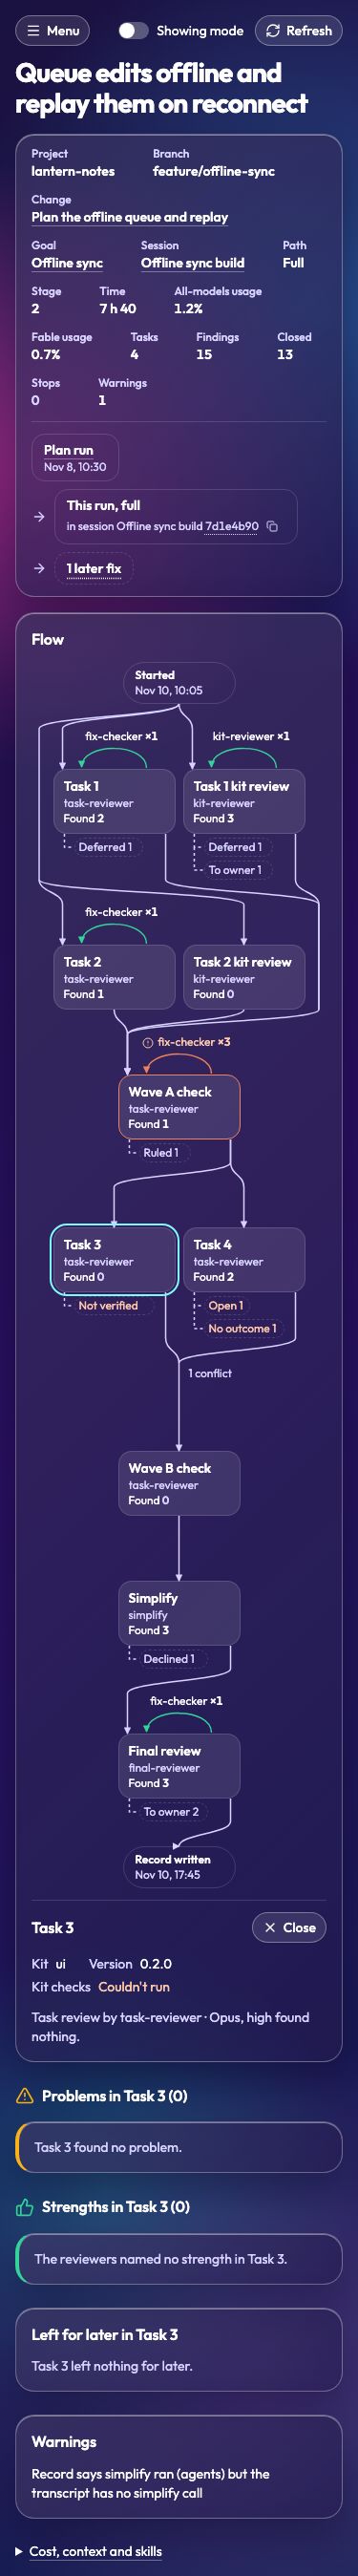 Menu
Showing mode
Refresh
Queue edits offline and
replay them on reconnect
Project
Branch
lantern-notes
feature/offline-sync
Change
Plan the offline queue and replay
Goal
Session
Path
Offline sync
Offline sync build
Full
Stage
Time
All-models usage
2
7 h 40
1.2%
Fable usage
Tasks
Findings
Closed
0.7%
4
15
13
Stops
Warnings
0
1
Plan run
Nov 8, 10:30
This run, full
in session Offline sync build 7d1e4b90
1 later fix
Flow
Started
Nov 10, 10:05
fix-checker ×1
kit-reviewer ×1
Task 1
task-reviewer
Found 2
Deferred 1
Task 1 kit review
kit-reviewer
Found 3
Deferred 1
To owner 1
fix-checker ×1
Task 2
task-reviewer
Found 1
Task 2 kit review
kit-reviewer
Found 0
fix-checker ×3
Wave A check
task-reviewer
Found 1
Ruled 1
Task 3
task-reviewer
Found 0
Not verified
Task 4
task-reviewer
Found 2
Open 1
No outcome 1
1 conflict
Wave B check
task-reviewer
Found 0
Simplify
simplify
Found 3
Declined 1
fix-checker ×1
Final review
final-reviewer
Found 3
To owner 2
Record written
Nov 10, 17:45
Task 3
Close
Kit ui Version 0.2.0
Kit checks Couldn't run
Task review by task-reviewer · Opus, high found
nothing.
Problems in Task 3 (0)
Task 3 found no problem.
Strengths in Task 3 (0)
The reviewers named no strength in Task 3.
Left for later in Task 3
Task 3 left nothing for later.
Warnings
Record says simplify ran (agents) but the
transcript has no simplify call
Cost, context and skills